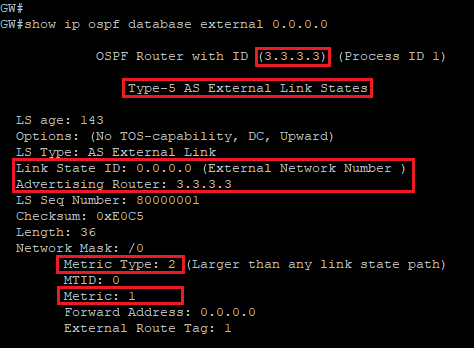 GW#
GW#show ip ospf database external 0.0.0.0
OSPF Router with ID (3.3.3.3) (Process ID 1)
Type-5 AS External Link States
LS age: 143
Options: (No TOS-capability, DC, Upward)
LS Type: AS External Link
Link State ID: 0.0.0.0 (External Network Number )
Advertising Router: 3.3.3.3
LS Seq Number: 80000001
Checksum: 0xE0C5
Length: 36
Network Mask: /0
Metric Type: 2 (Larger than any link state path)
MTID: 0
Metric: 1
Forward Address: 0.0.0.0
External Route Tag: 1